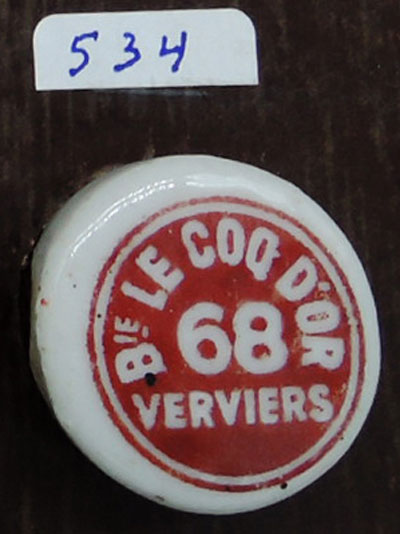 534
BIE LE COQ D'OR
68
VERVIERS